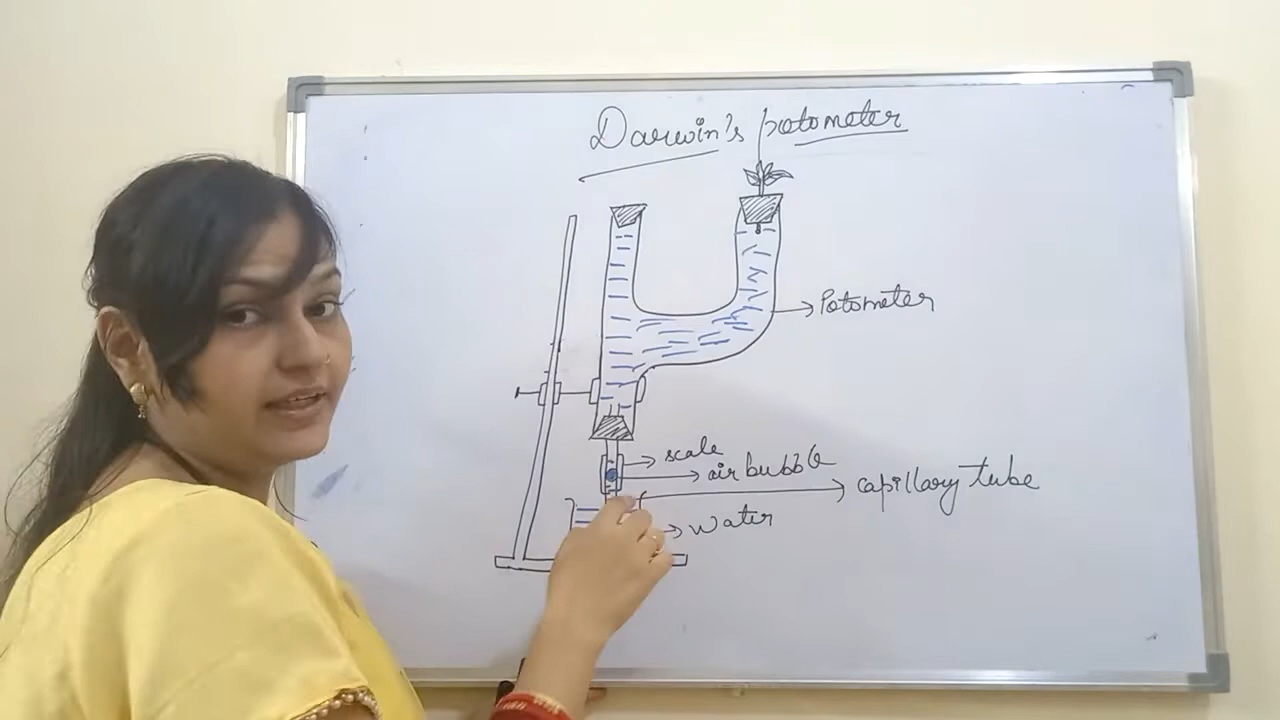 Darwin's potometer
Potometer
scale
air bubble
capillary tube
water